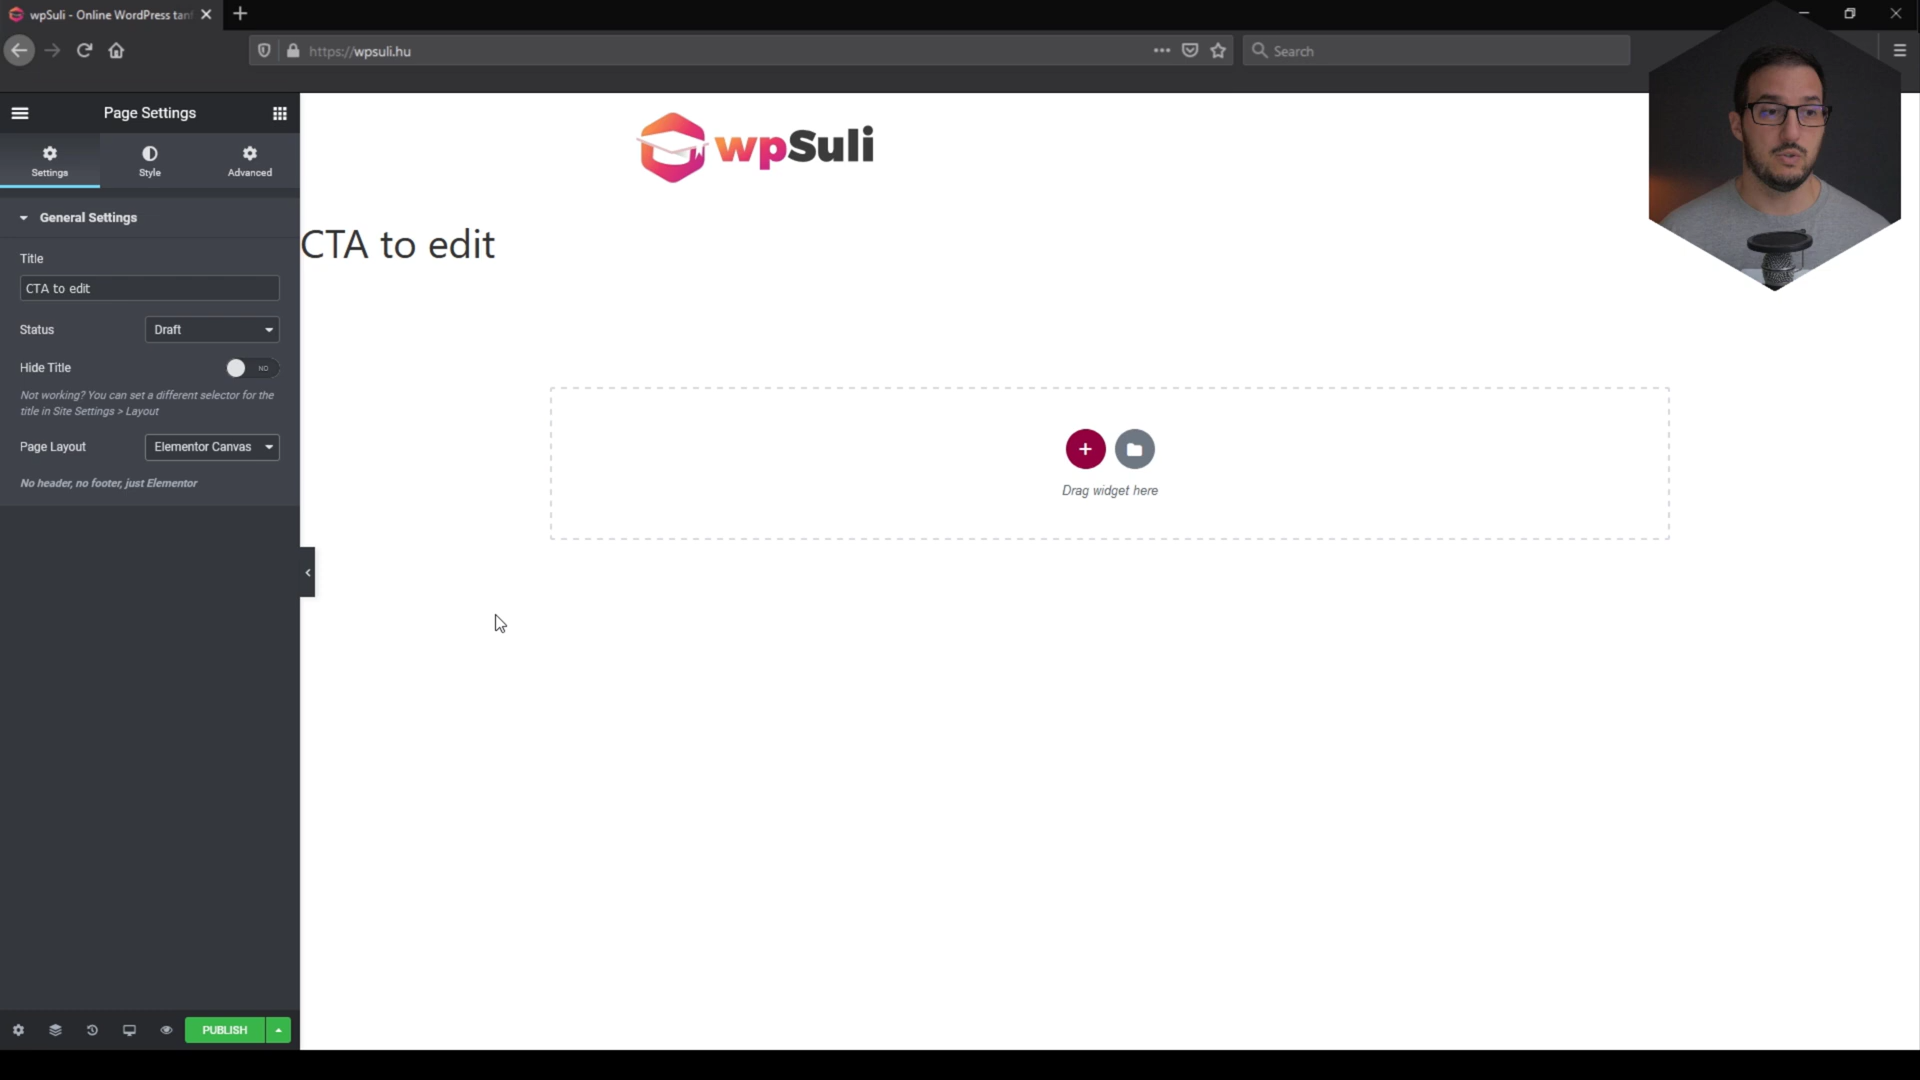 wpSuli - Online WordPress tan
https://wpsuli.hu
Search
Page Settings
Settings
Style
Advanced
General Settings
Title
CTA to edit
Status
Draft
Hide Title
NO
Not working? You can set a different selector for the
title in Site Settings > Layout
Page Layout
Elementor Canvas
No header, no footer, just Elementor
PUBLISH
wpSuli
CTA to edit
Drag widget here